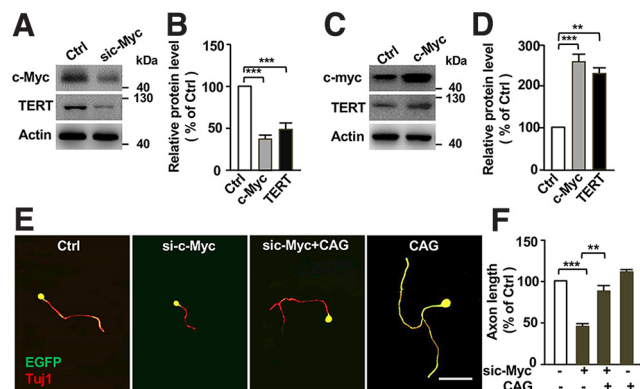 A
Ctrl sic-Myc
kDa
c-Myc
40
130
TERT
Actin
40
B
Relative protein level
( % of Ctrl )
150
100
50
0
***
***
Ctrl
c-Myc
TERT
C
Ctrl c-Myc
kDa
c-myc
40
130
TERT
Actin
40
D
Relative protein level
( % of Ctrl )
300
200
100
0
**
***
Ctrl
c-Myc
TERT
E
Ctrl
si-c-Myc
sic-Myc+CAG
CAG
EGFP
Tuj1
F
Axon length
(% of Ctrl )
150
100
50
0
***
**
sic-Myc - + + -
CAG - - + +